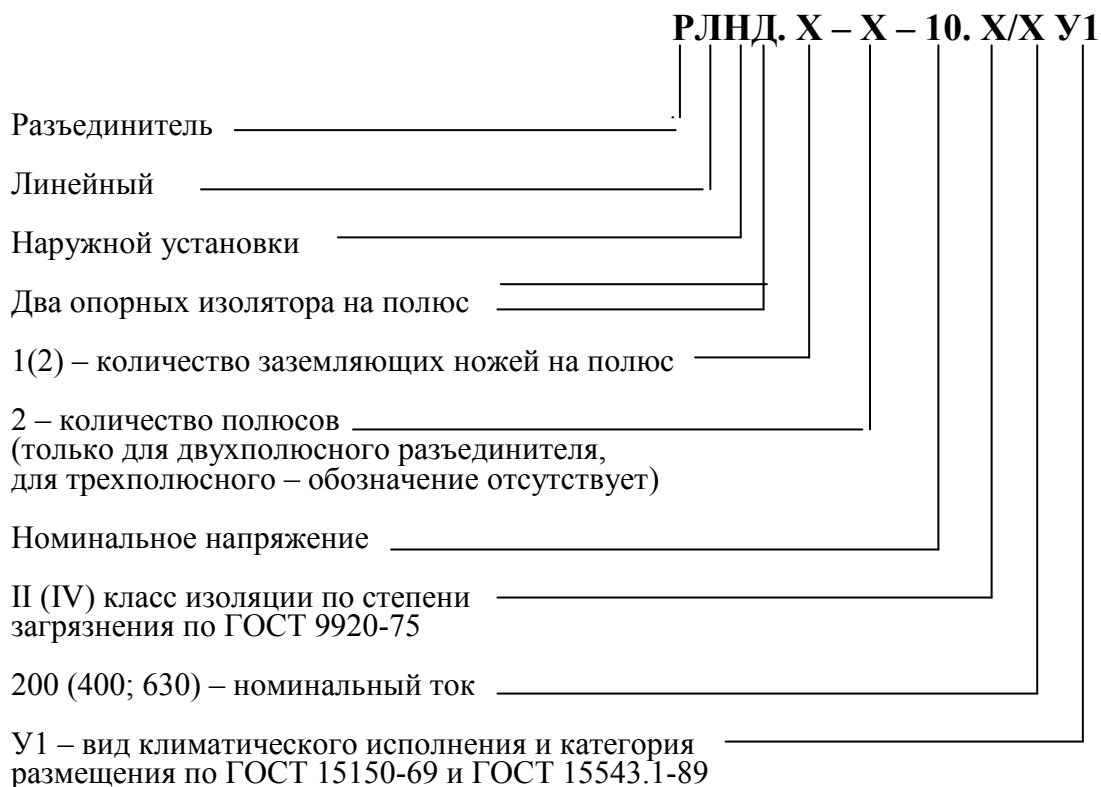 РЛНД. Х – Х – 10. Х/Х У1
Разъединитель
Линейный
Наружной установки
Два опорных изолятора на полюс
1(2) – количество заземляющих ножей на полюс
2 – количество полюсов
(только для двухполюсного разъединителя,
для трехполюсного – обозначение отсутствует)
Номинальное напряжение
II (IV) класс изоляции по степени
загрязнения по ГОСТ 9920-75
200 (400; 630) – номинальный ток
У1 – вид климатического исполнения и категория
размещения по ГОСТ 15150-69 и ГОСТ 15543.1-89